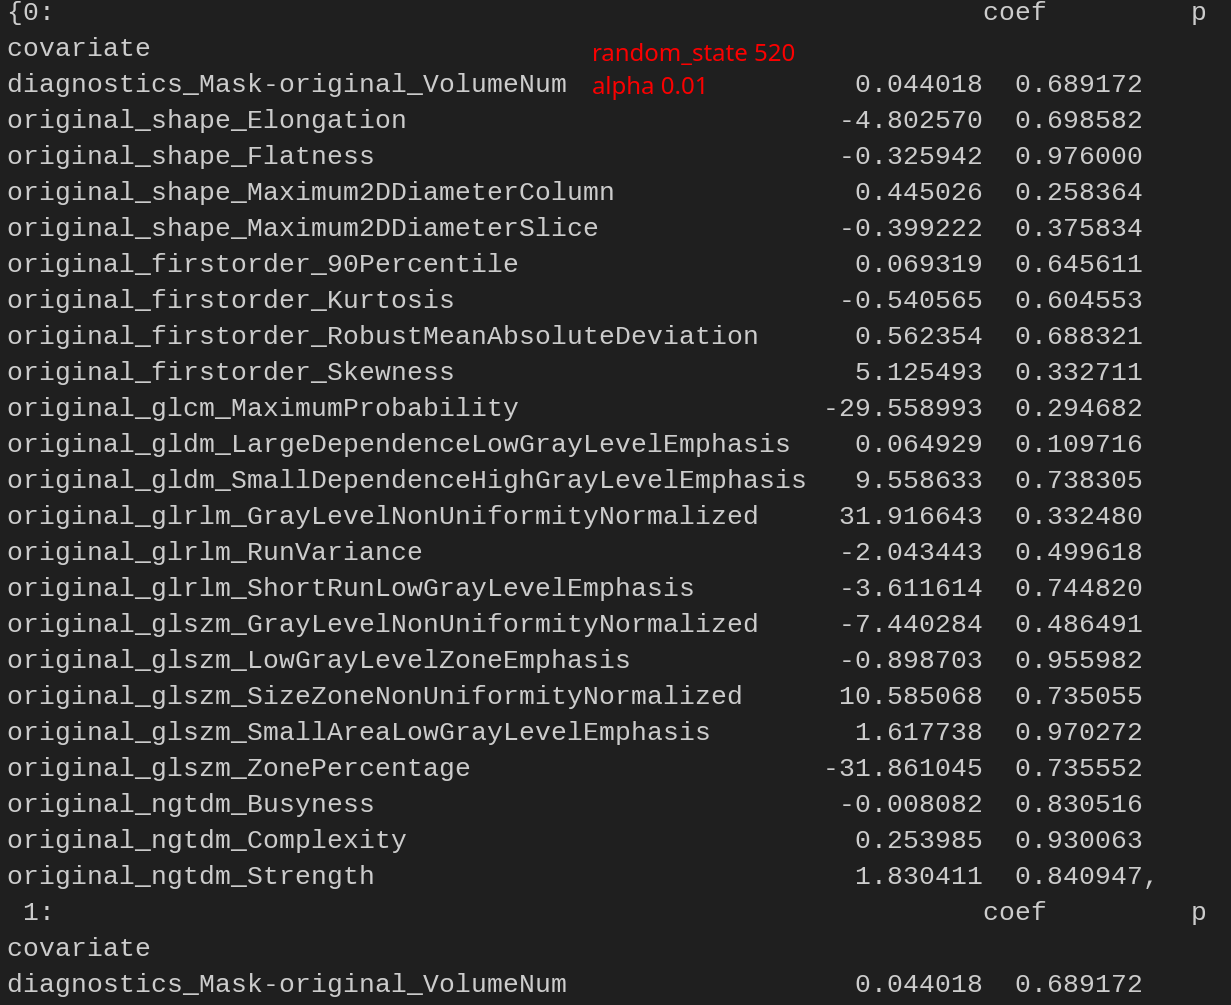 {0: coef p
covariate
random_state 520
diagnostics_Mask-original_VolumeNum 0.044018 0.689172
alpha 0.01
original_shape_Elongation -4.802570 0.698582
original_shape_Flatness -0.325942 0.976000
original_shape_Maximum2DDiameterColumn 0.445026 0.258364
original_shape_Maximum2DDiameterSlice -0.399222 0.375834
original_firstorder_90Percentile 0.069319 0.645611
original_firstorder_Kurtosis -0.540565 0.604553
original_firstorder_RobustMeanAbsoluteDeviation 0.562354 0.688321
original_firstorder_Skewness 5.125493 0.332711
original_glcm_MaximumProbability -29.558993 0.294682
original_gldm_LargeDependenceLowGrayLevelEmphasis 0.064929 0.109716
original_gldm_SmallDependenceHighGrayLevelEmphasis 9.558633 0.738305
original_glrlm_GrayLevelNonUniformityNormalized 31.916643 0.332480
original_glrlm_RunVariance -2.043443 0.499618
original_glrlm_ShortRunLowGrayLevelEmphasis -3.611614 0.744820
original_glszm_GrayLevelNonUniformityNormalized -7.440284 0.486491
original_glszm_LowGrayLevelZoneEmphasis -0.898703 0.955982
original_glszm_SizeZoneNonUniformityNormalized 10.585068 0.735055
original_glszm_SmallAreaLowGrayLevelEmphasis 1.617738 0.970272
original_glszm_ZonePercentage -31.861045 0.735552
original_ngtdm_Busyness -0.008082 0.830516
original_ngtdm_Complexity 0.253985 0.930063
original_ngtdm_Strength 1.830411 0.840947,
1: coef p
covariate
diagnostics_Mask-original_VolumeNum 0.044018 0.689172